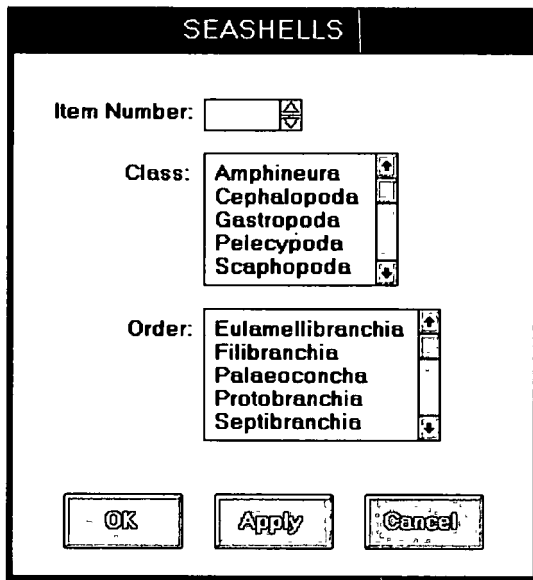 SEASHELLS
Item Number:
Class:
Amphineura
Cephalopoda
Gastropoda
Pelecypoda
Scaphopoda
Order:
Eulamellibranchia
Filibranchia
Palaeoconcha
Protobranchia
Septibranchia
OK Apply Cancel